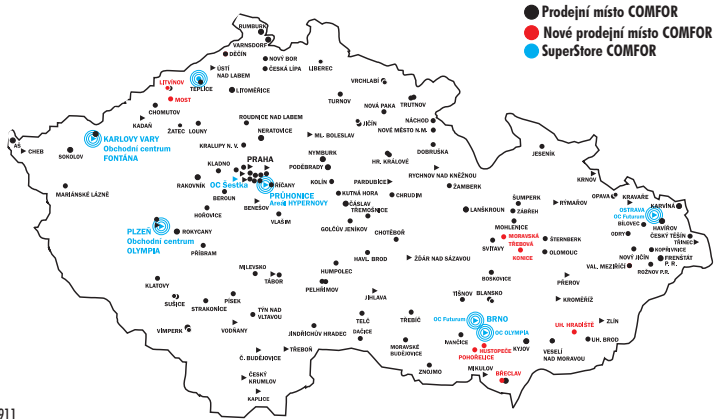 Prodejní místo COMFOR
Nové prodejní místo COMFOR
SuperStore COMFOR
RUMBURK
VARNSDORF
DĚČÍN
NOVÝ BOR
ÚSTÍ
NAD LABEM
ČESKÁ LÍPA
LIBEREC
LITVÍNOV
TEPLICE
LITOMĚŘICE
VRCHLABÍ
MOST
CHOMUTOV
TURNOV
TRUTNOV
NOVÁ PAKA
KADAŇ
ŽATEC
LOUNY
ROUDNICE NAD LABEM
JIČÍN
NÁCHOD
NOVÉ MĚSTO N.M.
NERATOVICE
ML. BOLESLAV
KARLOVY VARY
Obchodní centrum
FONTÁNA
AŠ
CHEB
SOKOLOV
KRALUPY N. V.
DOBRUŠKA
JESENÍK
PRAHA
NYMBURK
HR. KRÁLOVÉ
KLADNO
PODĚBRADY
RYCHNOV NAD KNĚŽNOU
KRNOV
RAKOVNÍK
OC Šestka
ŘÍČANY
KOLÍN
PARDUBICE
ŽAMBERK
MARIÁNSKÉ LÁZNĚ
BEROUN
PRŮHONICE
Areál HYPERNOVY
KUTNÁ HORA
CHRUDIM
OPAVA
KRAVAŘE
KARVINÁ
BENEŠOV
ČÁSLAV
TŘEMOŠNICE
LANŠKROUN
ŠUMPERK
RÝMAŘOV
OSTRAVA
OC Futurum
HOŘOVICE
VLAŠIM
GOLČŮV JENÍKOV
ZÁBŘEH
BÍLOVEC
HAVÍŘOV
PLZEŇ
Obchodní centrum
OLYMPIA
ROKYCANY
MOHLENICE
ODRY
ČESKÝ TĚŠÍN
TŘINEC
CHOTĚBOŘ
SVITAVY
MORAVSKÁ
TŘEBOVÁ
KONICE
ŠTERNBERK
KOPŘIVNICE
PŘÍBRAM
HAVL. BROD
ŽĎÁR NAD SÁZAVOU
OLOMOUC
NOVÝ JIČÍN
FRENŠTÁT
P. R.
VAL. MEZIŘÍČÍ
ROŽNOV P.R.
KLATOVY
MILEVSKO
TÁBOR
HUMPOLEC
BOSKOVICE
PŘEROV
SUŠICE
PÍSEK
PELHŘIMOV
JIHLAVA
TIŠNOV
BLANSKO
KROMĚŘÍŽ
STRAKONICE
TÝN NAD
VLTAVOU
TELČ
TŘEBÍČ
OC Futurum
BRNO
ZLÍN
VIMPERK
VODŇANY
JINDŘICHŮV HRADEC
DAČICE
OC OLYMPIA
UH. HRADIŠTĚ
UH. BROD
Č. BUDĚJOVICE
TŘEBOŇ
MORAVSKÉ
BUDĚJOVICE
IVANČICE
HUSTOPEČE
POHOŘELICE
KYJOV
VESELÍ
NAD MORAVOU
ČESKÝ
KRUMLOV
ZNOJMO
MIKULOV
BŘECLAV
KAPLICE
911